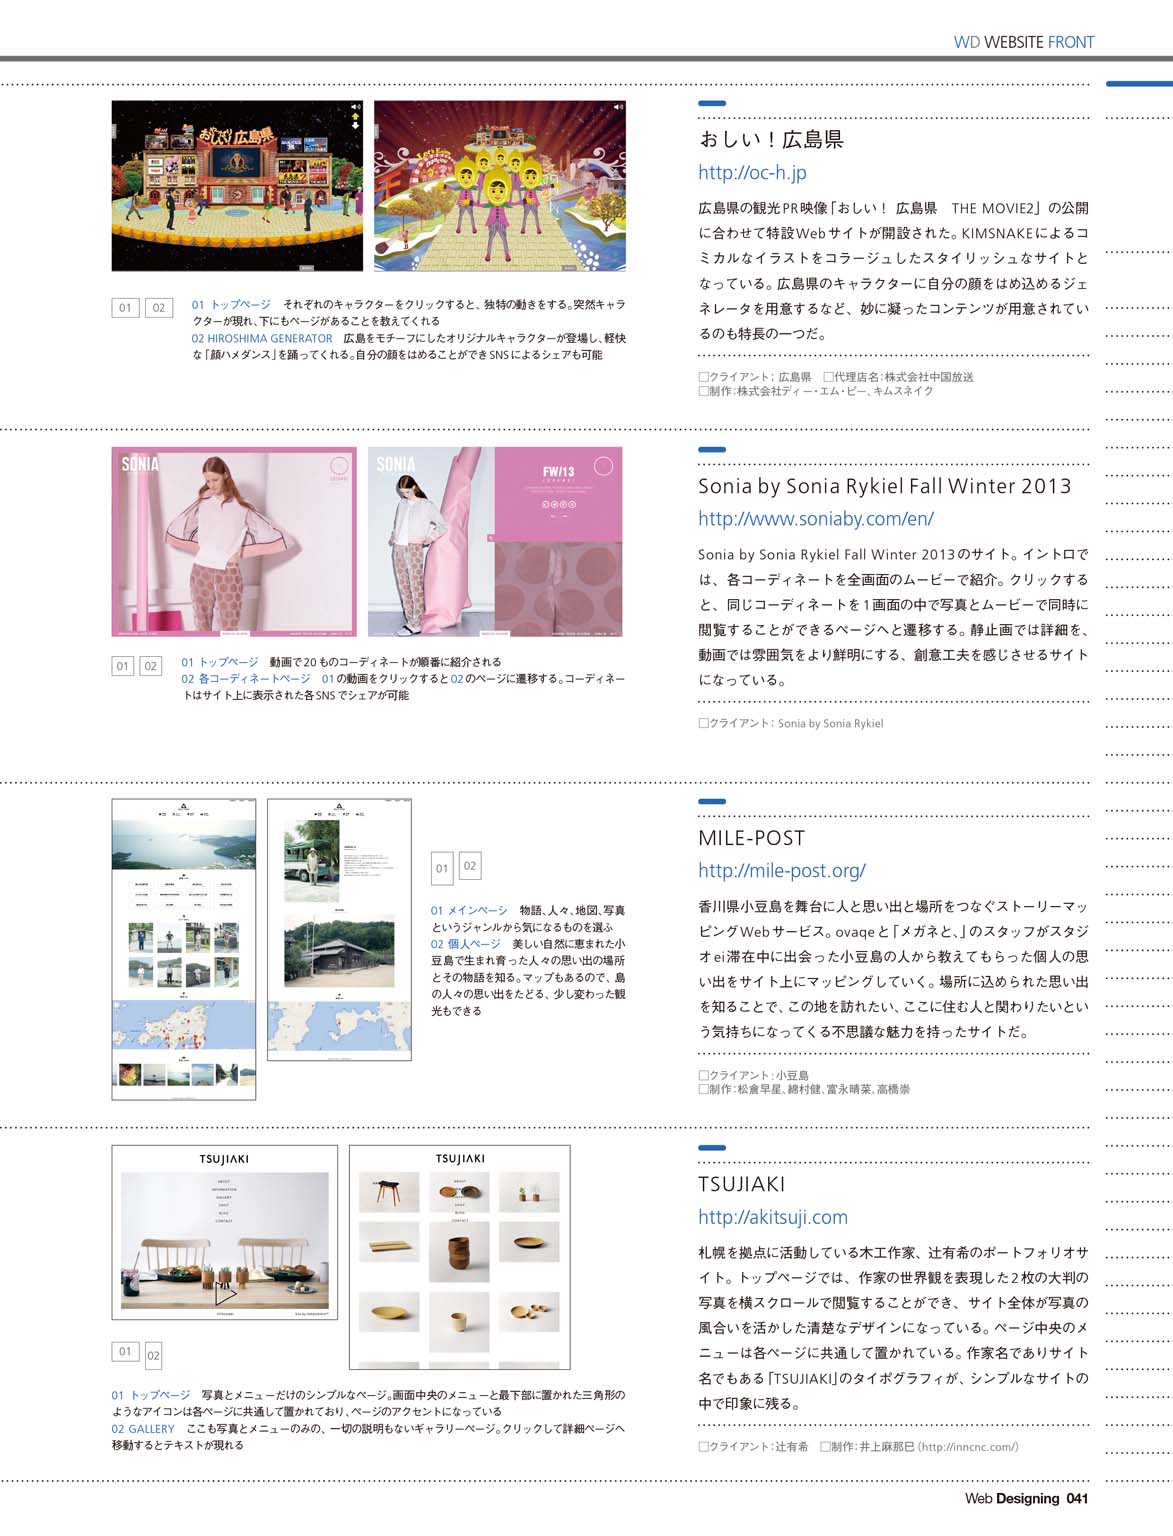 WD WEBSITE FRONT
おしい！広島県
01
02
01 トップページ　それぞれのキャラクターをクリックすると、独特の動きをする。突然キャラ
クターが現れ、下にもページがあることを教えてくれる
02 HIROSHIMA GENERATOR　広島をモチーフにしたオリジナルキャラクターが登場し、軽快
な「顔ハメダンス」を踊ってくれる。自分の顔をはめることができSNSによるシェアも可能
おしい！広島県
http://oc-h.jp
広島県の観光PR映像「おしい！ 広島県　THE MOVIE2」の公開
に合わせて特設Webサイトが開設された。KIMSNAKEによるコ
ミカルなイラストをコラージュしたスタイリッシュなサイトと
なっている。広島県のキャラクターに自分の顔をはめ込めるジェ
ネレータを用意するなど、妙に凝ったコンテンツが用意されてい
るのも特長の一つだ。
□クライアント；広島県　□代理店名：株式会社中国放送
□制作：株式会社ディー・エム・ピー、キムスネイク
SONIA
SONIA
FW/13
01
02
01 トップページ　動画で20ものコーディネートが順番に紹介される
02 各コーディネートページ　01の動画をクリックすると02のページに遷移する。コーディネー
トはサイト上に表示された各SNSでシェアが可能
Sonia by Sonia Rykiel Fall Winter 2013
http://www.soniaby.com/en/
Sonia by Sonia Rykiel Fall Winter 2013のサイト。イントロで
は、各コーディネートを全画面のムービーで紹介。クリックする
と、同じコーディネートを1画面の中で写真とムービーで同時に
閲覧することができるページへと遷移する。静止画では詳細を、
動画では雰囲気をより鮮明にする、創意工夫を感じさせるサイト
になっている。
□クライアント： Sonia by Sonia Rykiel
01
02
01 メインページ　物語、人々、地図、写真
というジャンルから気になるものを選ぶ
02 個人ページ　美しい自然に恵まれた小
豆島で生まれ育った人々の思い出の場所
とその物語を知る。マップもあるので、島
の人々の思い出をたどる、少し変わった観
光もできる
MILE-POST
http://mile-post.org/
香川県小豆島を舞台に人と思い出と場所をつなぐストーリーマッ
ピングWebサービス。ovaqeと「メガネと、」のスタッフがスタジ
オei滞在中に出会った小豆島の人から教えてもらった個人の思
い出をサイト上にマッピングしていく。場所に込められた思い出
を知ることで、この地を訪れたい、ここに住む人と関わりたいとい
う気持ちになってくる不思議な魅力を持ったサイトだ。
□クライアント：小豆島
□制作：松倉早星、綿村健、富永晴菜、高橋崇
TSUJIAKI
ABOUT
INFORMATION
GALLERY
SHOP
BLOG
CONTACT
TSUJIAKI
ABOUT
SHOP
BLOG
CONTACT
01
02
01 トップページ　写真とメニューだけのシンプルなページ。画面中央のメニューと最下部に置かれた三角形の
ようなアイコンは各ページに共通して置かれており、ページのアクセントになっている
02 GALLERY　ここも写真とメニューのみの、一切の説明もないギャラリーページ。クリックして詳細ページへ
移動するとテキストが現れる
TSUJIAKI
http://akitsuji.com
札幌を拠点に活動している木工作家、辻有希のポートフォリオサ
イト。トップページでは、作家の世界観を表現した2枚の大判の
写真を横スクロールで閲覧することができ、サイト全体が写真の
風合いを活かした清楚なデザインになっている。ページ中央のメ
ニューは各ページに共通して置かれている。作家名でありサイト
名でもある「TSUJIAKI」のタイポグラフィが、シンプルなサイトの
中で印象に残る。
□クライアント：辻有希　□制作：井上麻那巳（http://inncnc.com/）
Web Designing 041